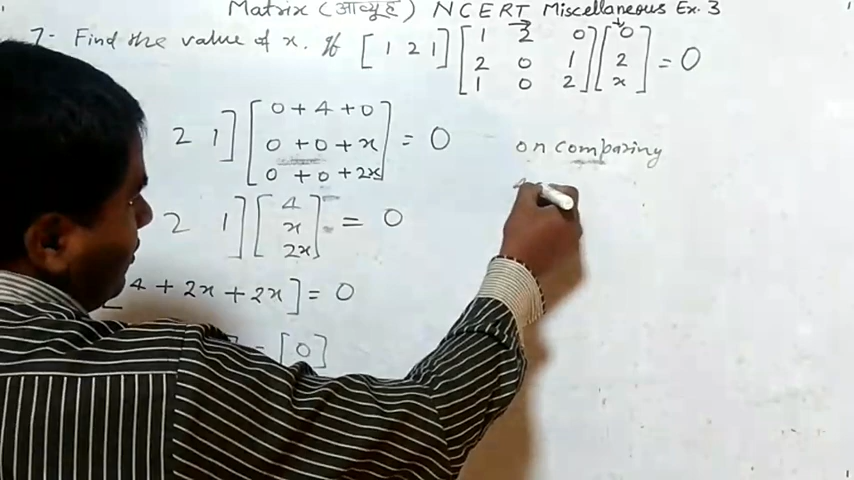 Matrix (आव्यूह) NCERT Miscellaneous Ex. 3
7- Find the value of x. If [1 2 1] [1 2 0] [0] = 0
[2 0 1] [2]
[1 0 2] [x]
2 1] [0+4+0] = 0
[0+0+x]
[0+0+2x]
2 1] [4] = 0
[x]
[2x]
[4+2x+2x] = 0
] = [0]
on comparing